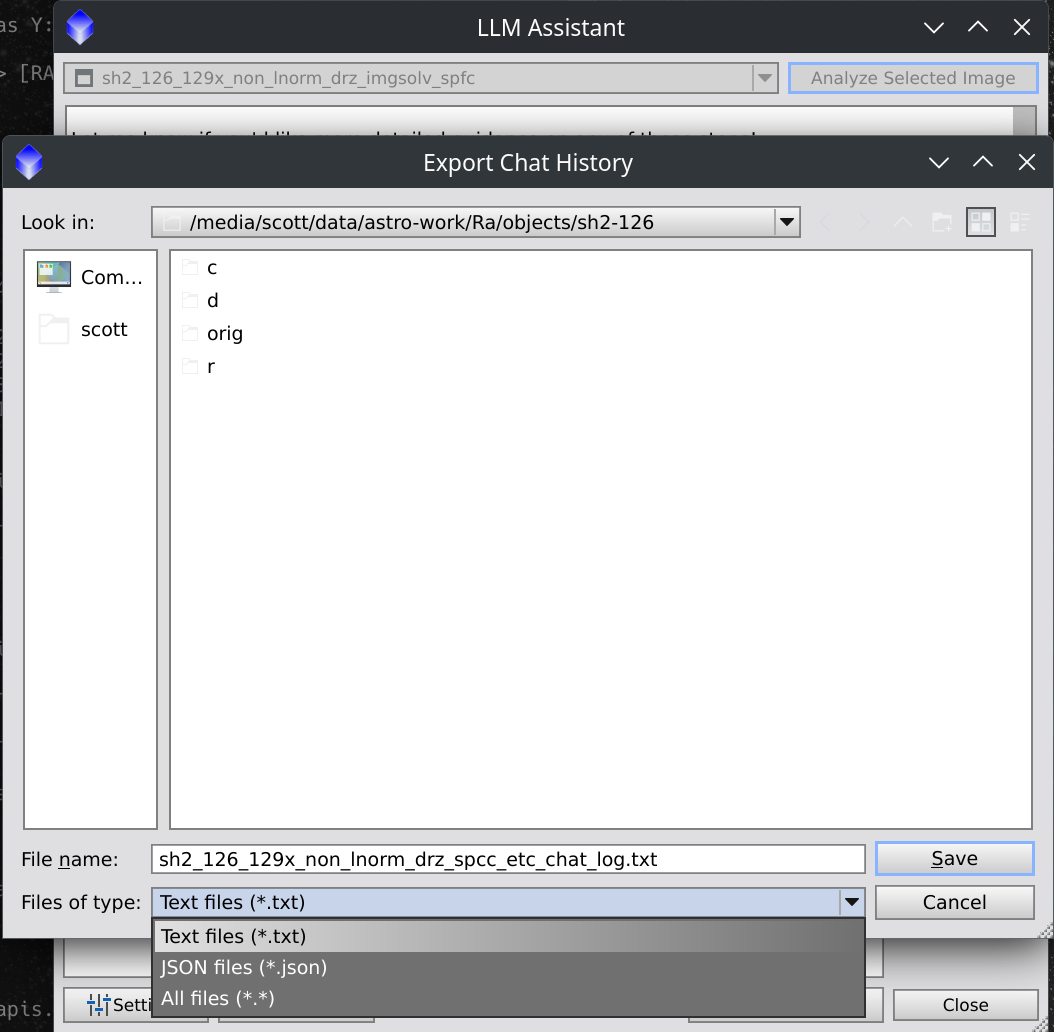 as Y:
LLM Assistant
> [RA
sh2_126_129x_non_lnorm_drz_imgsolv_spfc
Analyze Selected Image
Export Chat History
Look in:
/media/scott/data/astro-work/Ra/objects/sh2-126
Com...
scott
c
d
orig
r
File name:
sh2_126_129x_non_lnorm_drz_spcc_etc_chat_log.txt
Save
Files of type:
Text files (*.txt)
Cancel
Text files (*.txt)
JSON files (*.json)
All files (*.*)
apis.
Setti
Close